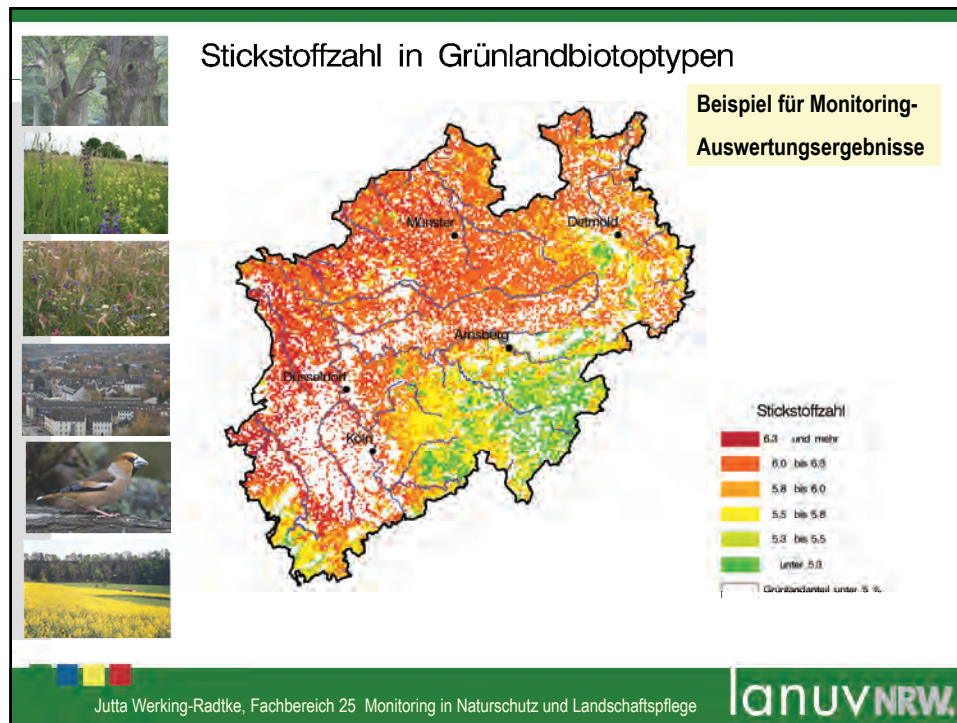 Stickstoffzahl in Grünlandbiotoptypen
Beispiel für Monitoring-
Auswertungsergebnisse
Münster
Detmold
Arnsburg
Düsseldorf
Köln
Stickstoffzahl
6.3 und mehr
6.0 bis 6.3
5.8 bis 6.0
5.5 bis 5.8
5.3 bis 5.5
unter 5.3
Grünlandanteil unter 5 %
Jutta Werking-Radtke, Fachbereich 25 Monitoring in Naturschutz und Landschaftspflege
lanuv NRW.